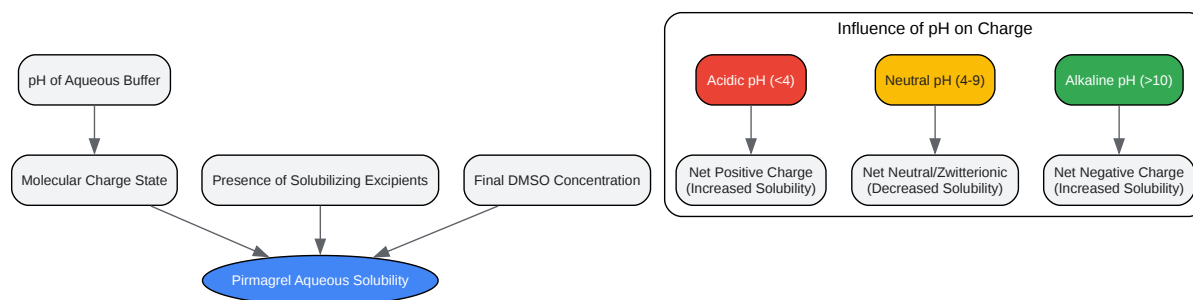 pH of Aqueous Buffer
Molecular Charge State
Presence of Solubilizing Excipients
Final DMSO Concentration
Pirmagrel Aqueous Solubility
Influence of pH on Charge
Acidic pH (<4)
Neutral pH (4-9)
Alkaline pH (>10)
Net Positive Charge
(Increased Solubility)
Net Neutral/Zwitterionic
(Decreased Solubility)
Net Negative Charge
(Increased Solubility)